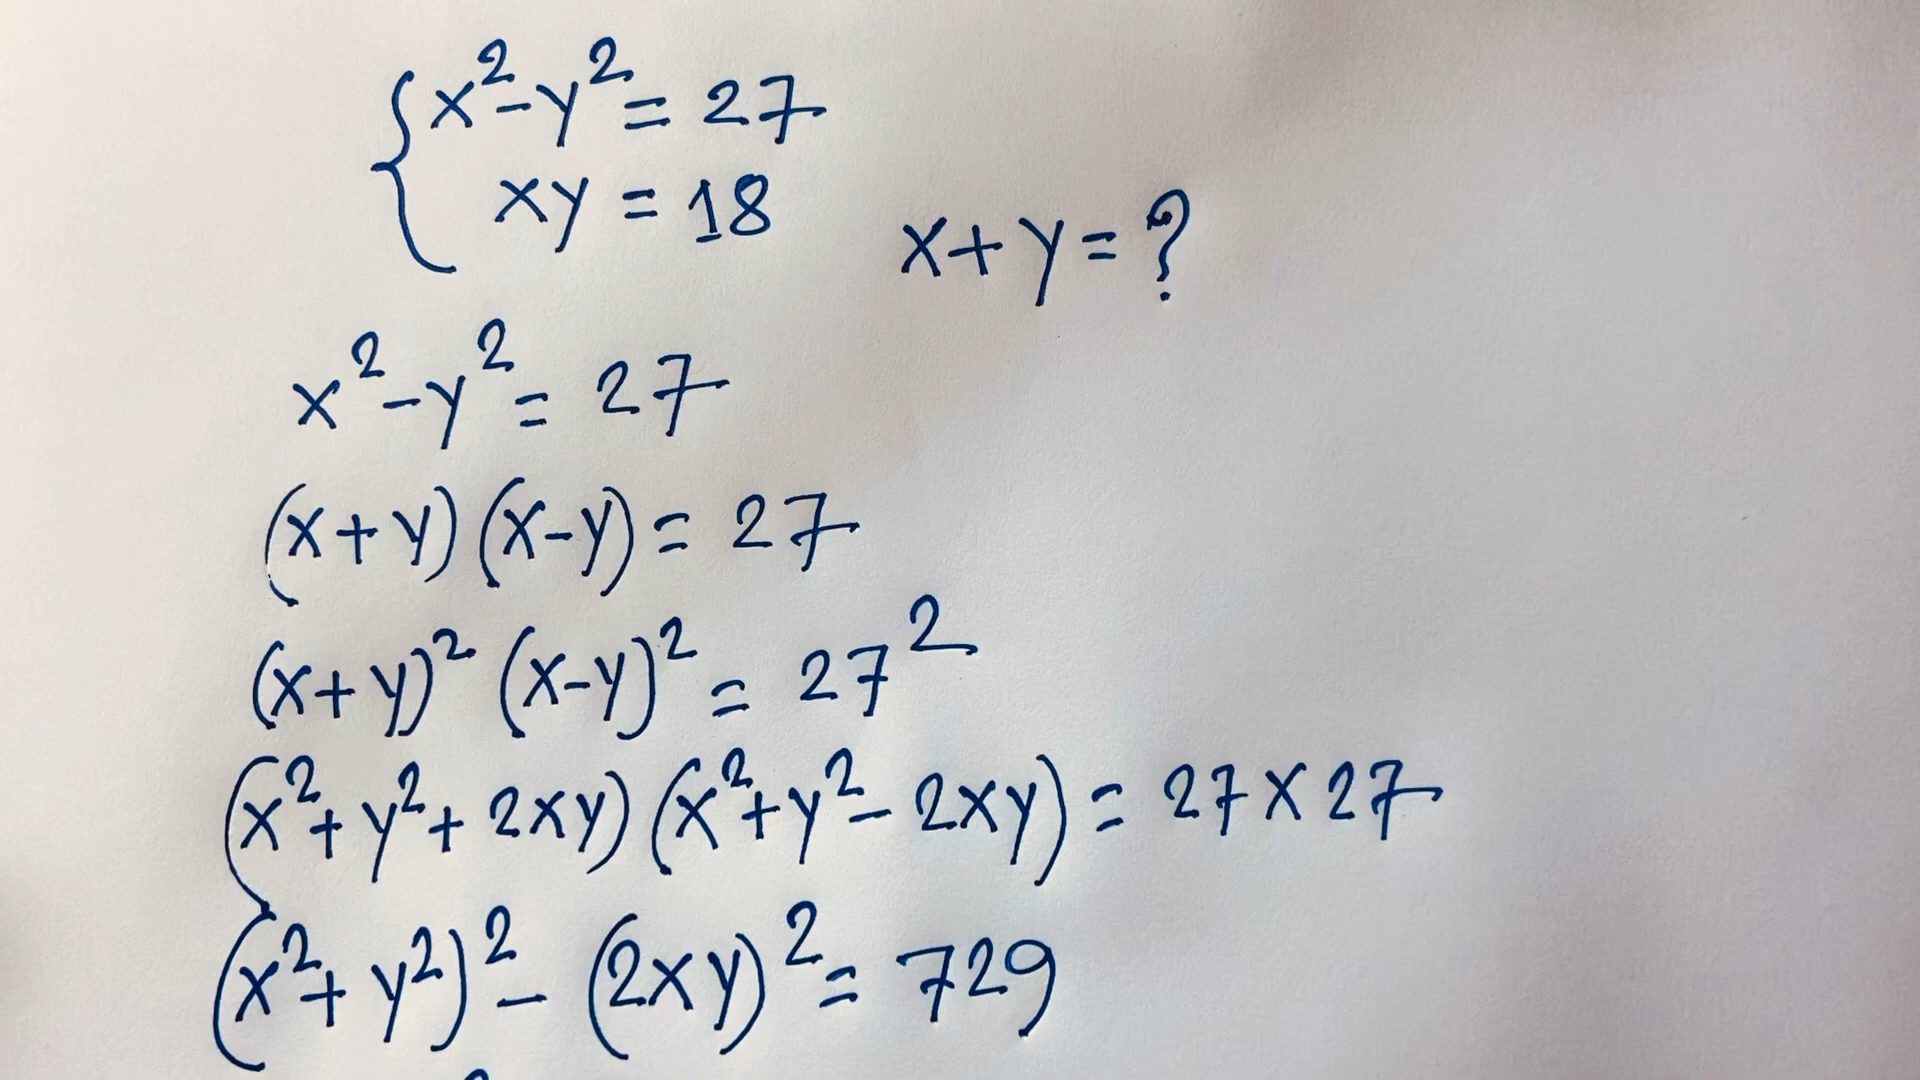 x² - y² = 27
xy = 18
x + y = ?
x² - y² = 27
(x + y) (x - y) = 27
(x + y)² (x - y)² = 27²
(x² + y² + 2xy) (x² + y² - 2xy) = 27 × 27
(x² + y²)² - (2xy)² = 729